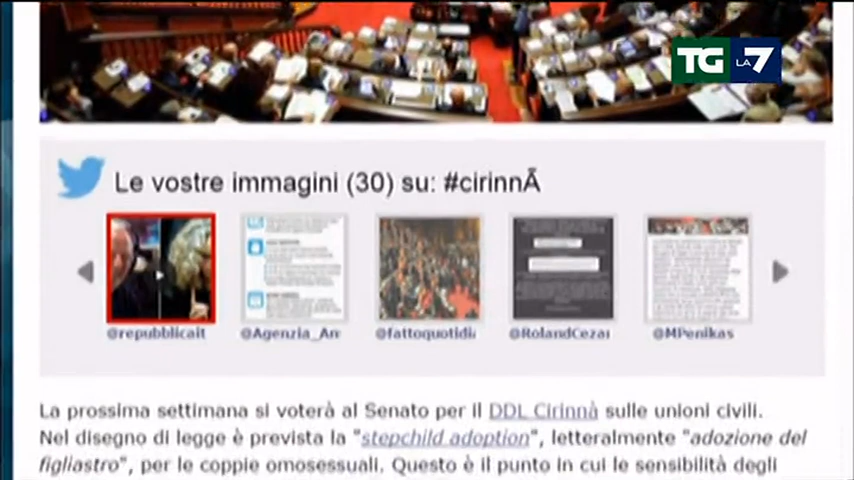 TG LA 7
Le vostre immagini (30) su: #cirinnÃ
@repubblicait
@Agenzia_An
@fattoquotidi
@RolandCezar
@MPenikas
La prossima settimana si voterà al Senato per il DDL Cirinnà sulle unioni civili.
Nel disegno di legge è prevista la "stepchild adoption", letteralmente "adozione del
figliastro", per le coppie omosessuali. Questo è il punto in cui le sensibilità degli